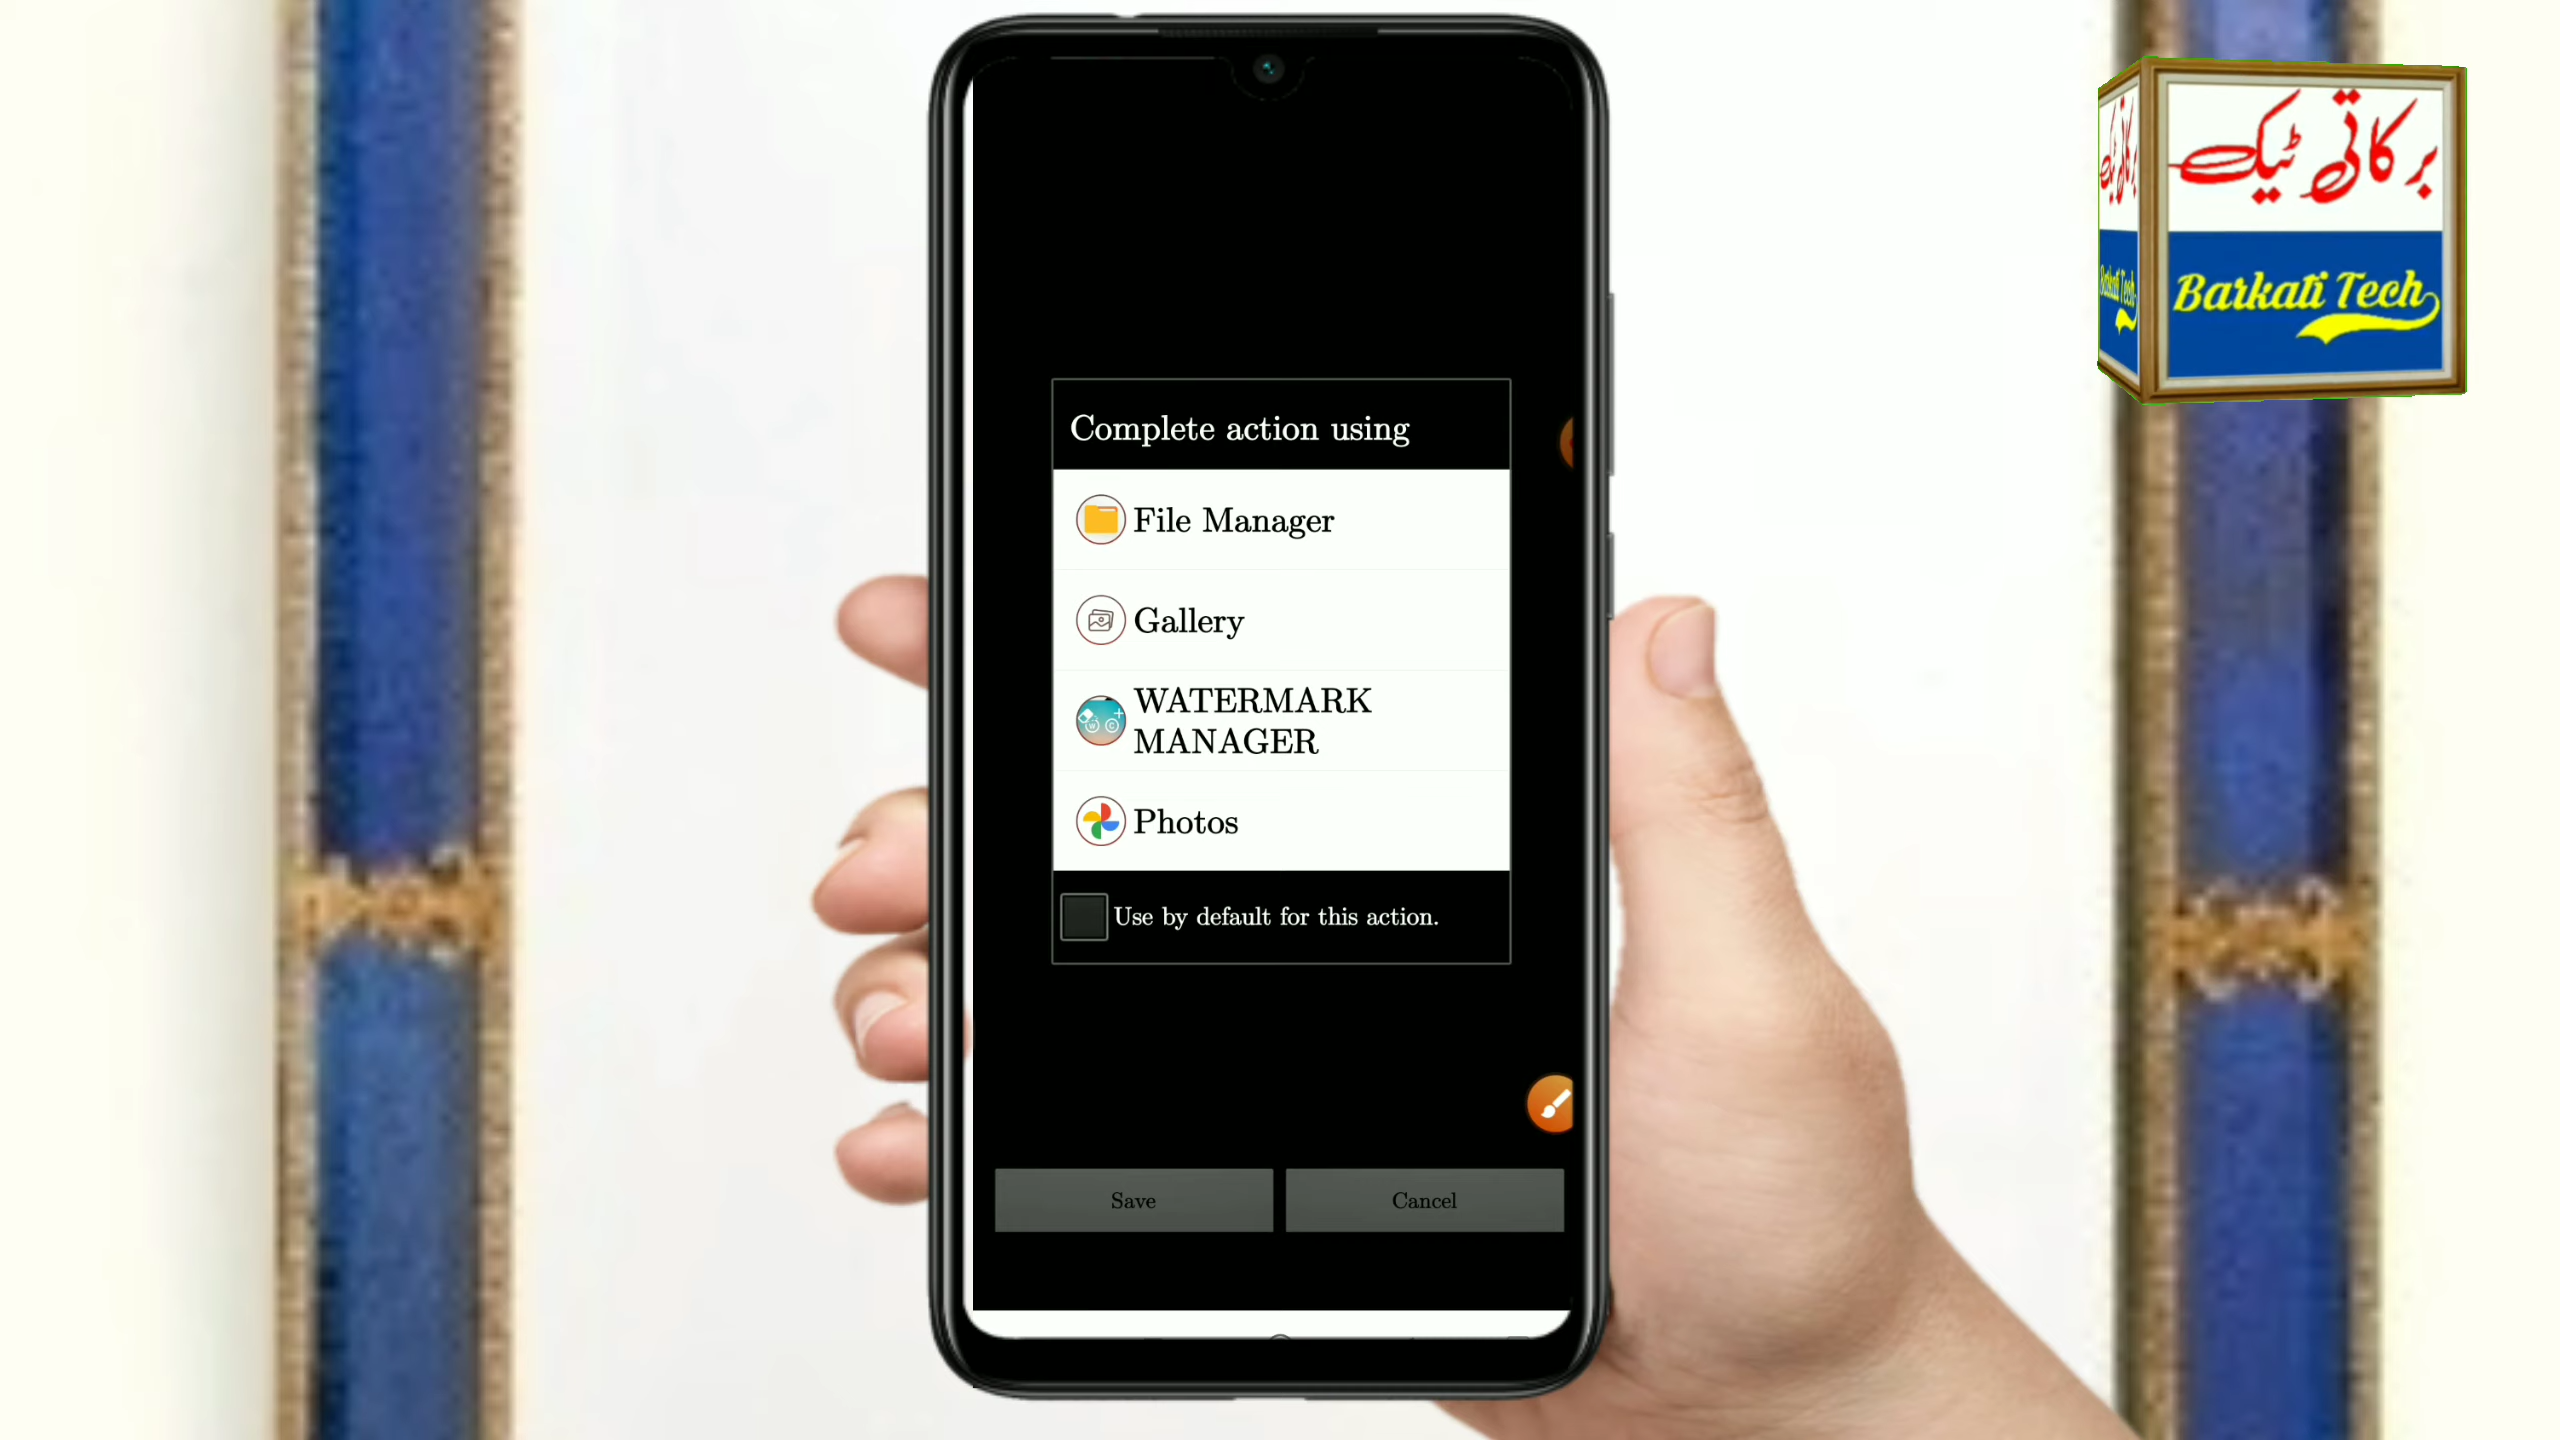 برکاتی ٹیک
Barkati Tech
Complete action using
File Manager
Gallery
WATERMARK
MANAGER
Photos
Use by default for this action.
Save
Cancel